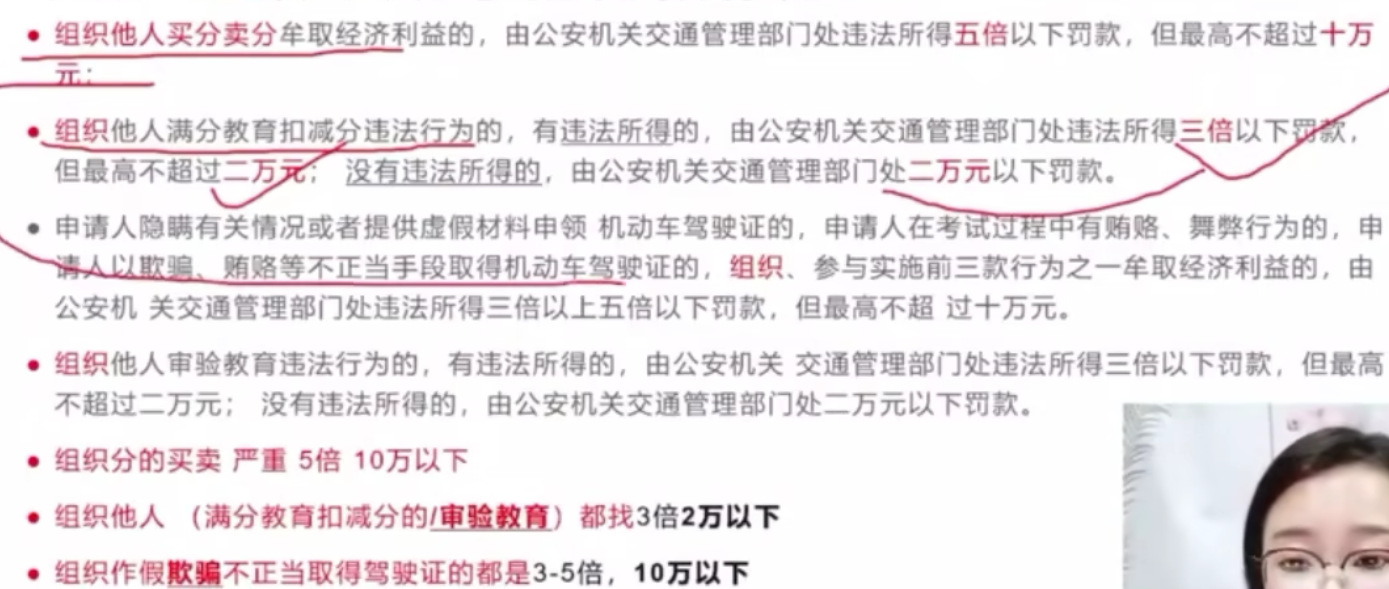 • 组织他人买分卖分牟取经济利益的，由公安机关交通管理部门处违法所得五倍以下罚款，但最高不超过十万
元；
• 组织他人满分教育扣减分违法行为的，有违法所得的，由公安机关交通管理部门处违法所得三倍以下罚款，
但最高不超过二万元； 没有违法所得的，由公安机关交通管理部门处二万元以下罚款。
• 申请人隐瞒有关情况或者提供虚假材料申领 机动车驾驶证的，申请人在考试过程中有贿赂、舞弊行为的，申
请人以欺骗、贿赂等不正当手段取得机动车驾驶证的，组织、参与实施前三款行为之一牟取经济利益的，由
公安机 关交通管理部门处违法所得三倍以上五倍以下罚款，但最高不超 过十万元。
• 组织他人审验教育违法行为的，有违法所得的，由公安机关 交通管理部门处违法所得三倍以下罚款，但最高
不超过二万元； 没有违法所得的，由公安机关交通管理部门处二万元以下罚款。
• 组织分的买卖 严重 5倍 10万以下
• 组织他人 （满分教育扣减分的/审验教育）都找3倍2万以下
• 组织作假欺骗不正当取得驾驶证的都是3-5倍，10万以下